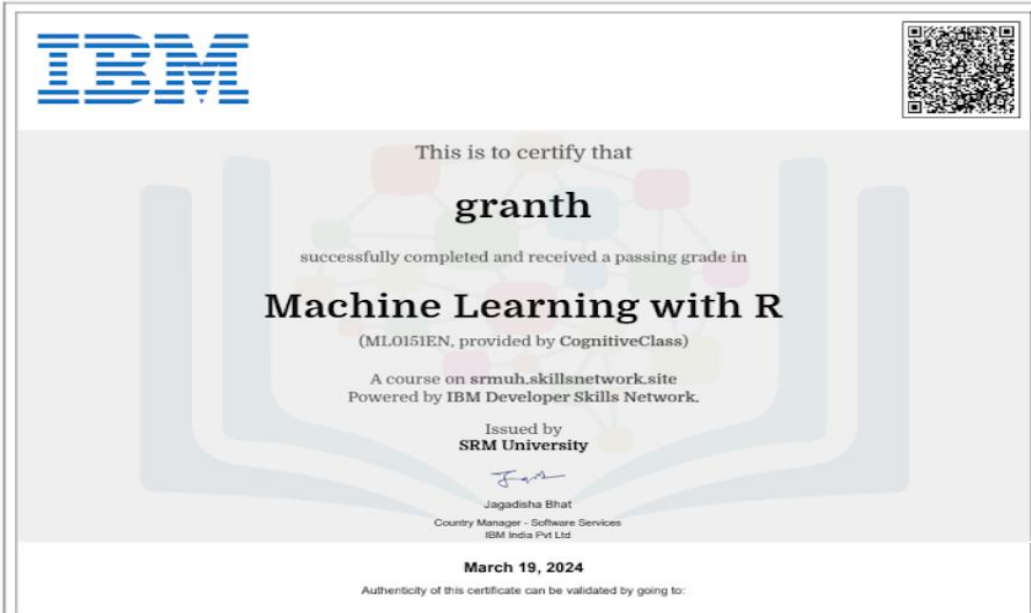 IBM
This is to certify that
granth
successfully completed and received a passing grade in
Machine Learning with R
(ML0151EN, provided by CognitiveClass)
A course on srmuh.skillsnetwork.site
Powered by IBM Developer Skills Network.
Issued by
SRM University
Jagadisha Bhat
Country Manager - Software Services
IBM India Pvt Ltd
March 19, 2024
Authenticity of this certificate can be validated by going to: